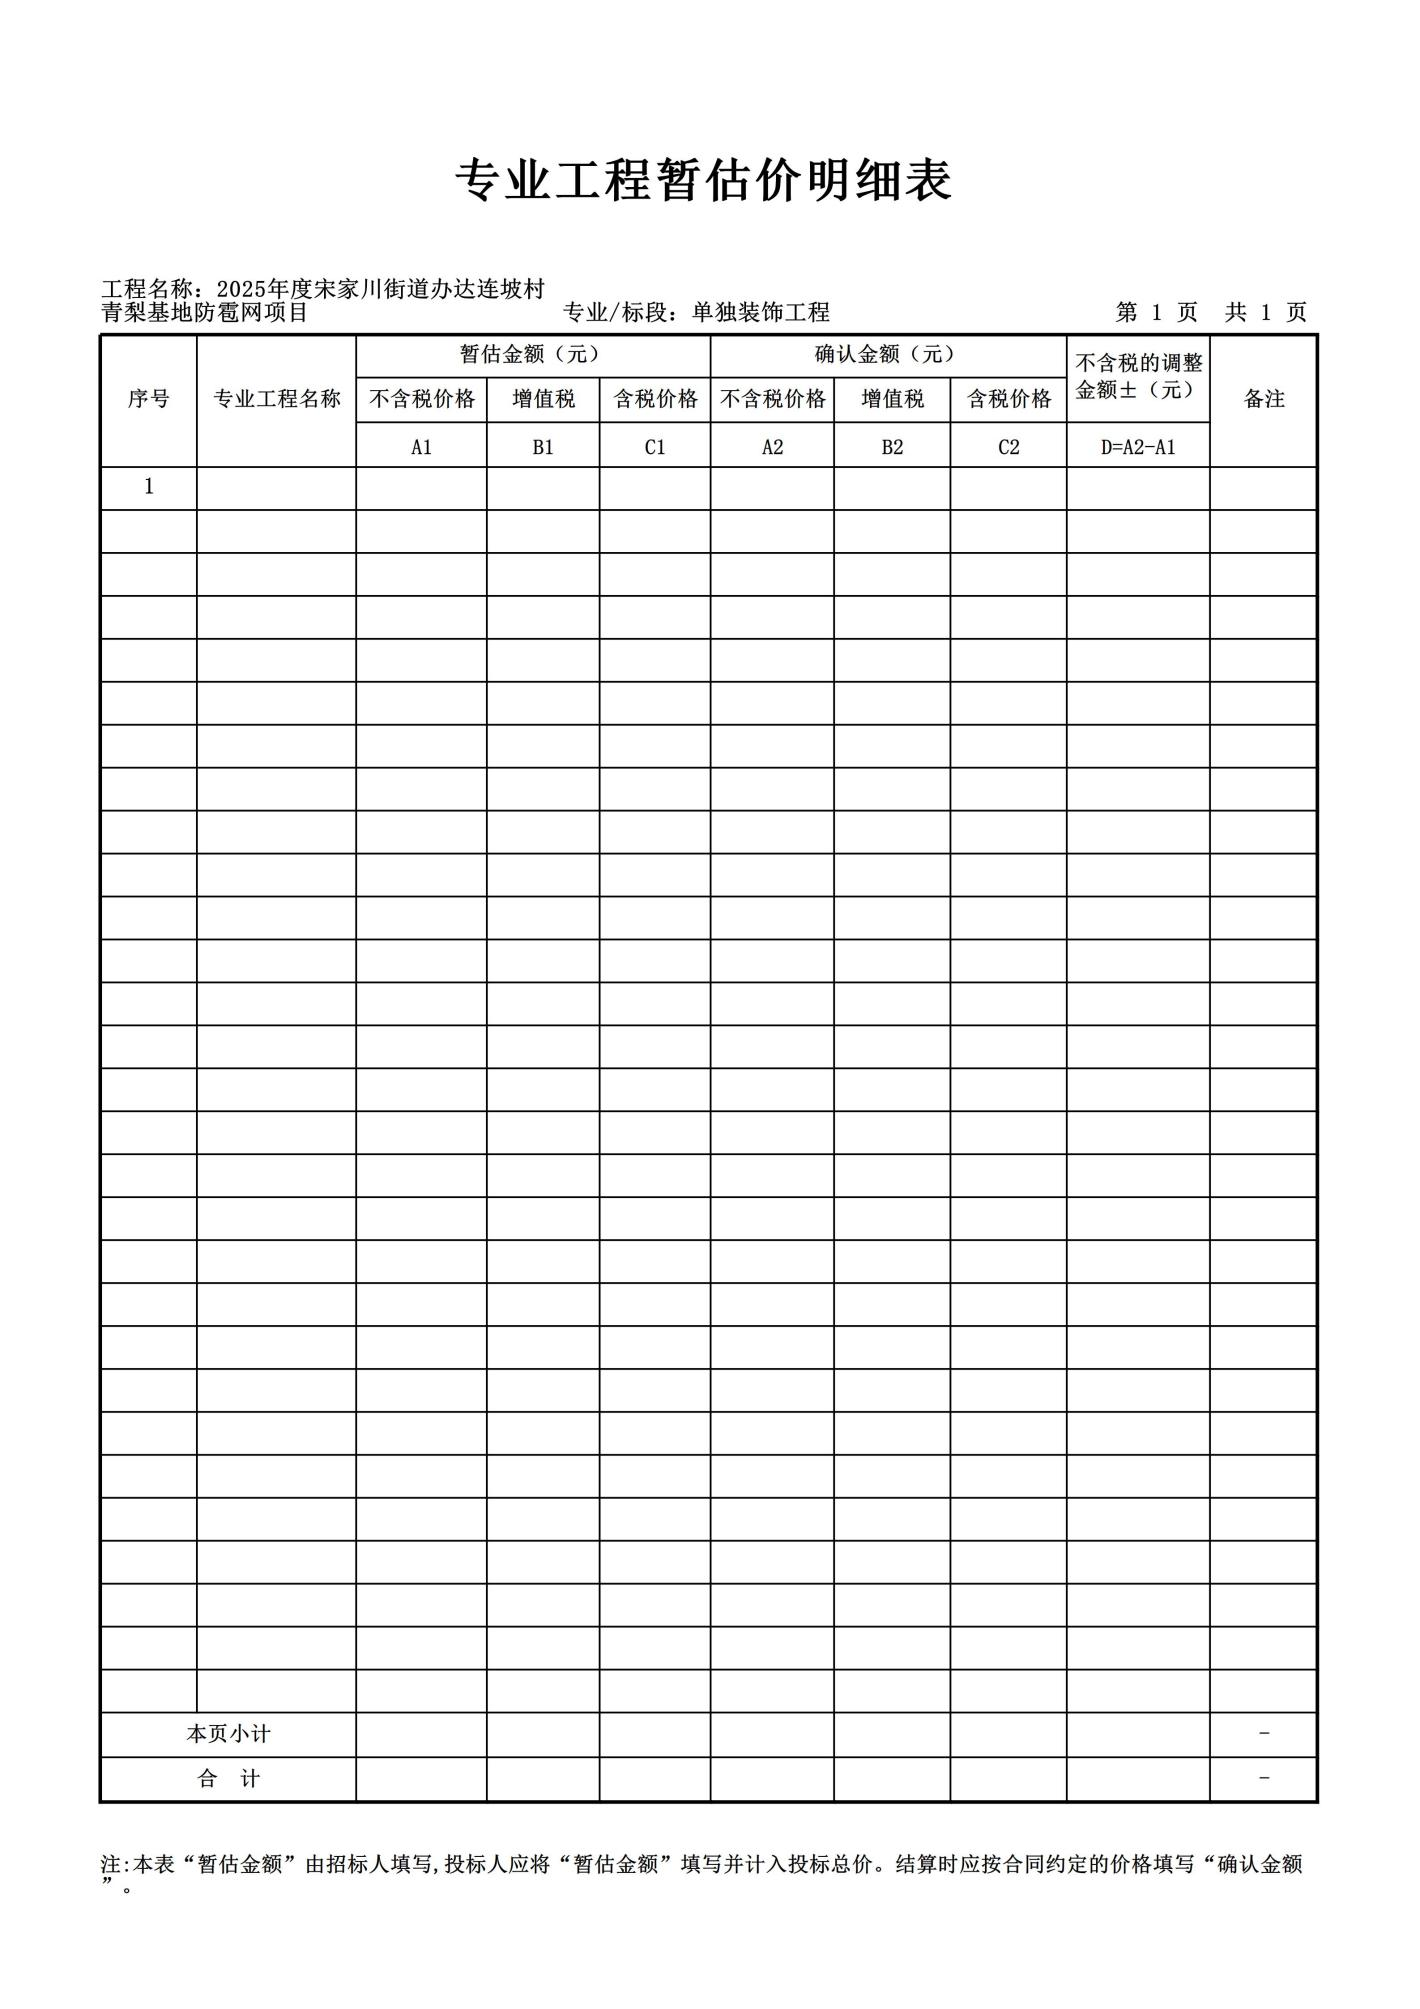 专业工程暂估价明细表
工程名称：2025年度宋家川街道办达连坡村
青梨基地防雹网项目 专业/标段：单独装饰工程 第 1 页 共 1 页
序号 专业工程名称 暂估金额（元） 确认金额（元） 不含税的调整金额±（元） 备注
不含税价格 增值税 含税价格 不含税价格 增值税 含税价格
A1 B1 C1 A2 B2 C2 D=A2-A1
1
本页小计 -
合 计 -
注:本表“暂估金额”由招标人填写,投标人应将“暂估金额”填写并计入投标总价。结算时应按合同约定的价格填写“确认金额
”。